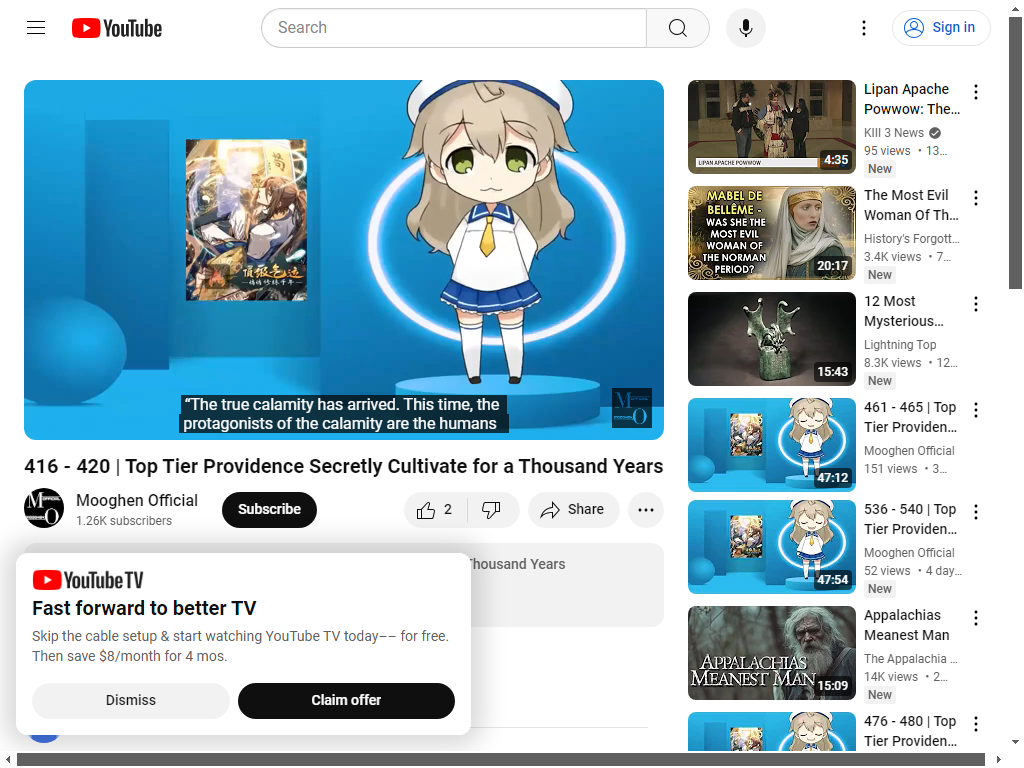 YouTube
Search
Sign in
“The true calamity has arrived. This time, the
protagonists of the calamity are the humans
416 - 420 | Top Tier Providence Secretly Cultivate for a Thousand Years
Mooghen Official
1.26K subscribers
Subscribe
2
Share
Thousand Years
YouTube TV
Fast forward to better TV
Skip the cable setup & start watching YouTube TV today–– for free.
Then save $8/month for 4 mos.
Dismiss
Claim offer
LIPAN APACHE POWWOW
4:35
Lipan Apache
Powwow: The...
KIII 3 News
95 views • 13...
New
MABEL DE
BELLÊME -
WAS SHE THE
MOST EVIL
WOMAN OF
THE NORMAN
PERIOD?
20:17
The Most Evil
Woman Of Th...
History's Forgott...
3.4K views • 7...
New
15:43
12 Most
Mysterious...
Lightning Top
8.3K views • 12...
New
47:12
461 - 465 | Top
Tier Providen...
Mooghen Official
151 views • 3...
47:54
536 - 540 | Top
Tier Providen...
Mooghen Official
52 views • 4 day...
New
APPALACHIAS
MEANEST MAN
15:09
Appalachias
Meanest Man
The Appalachia ...
14K views • 2...
New
476 - 480 | Top
Tier Providen...